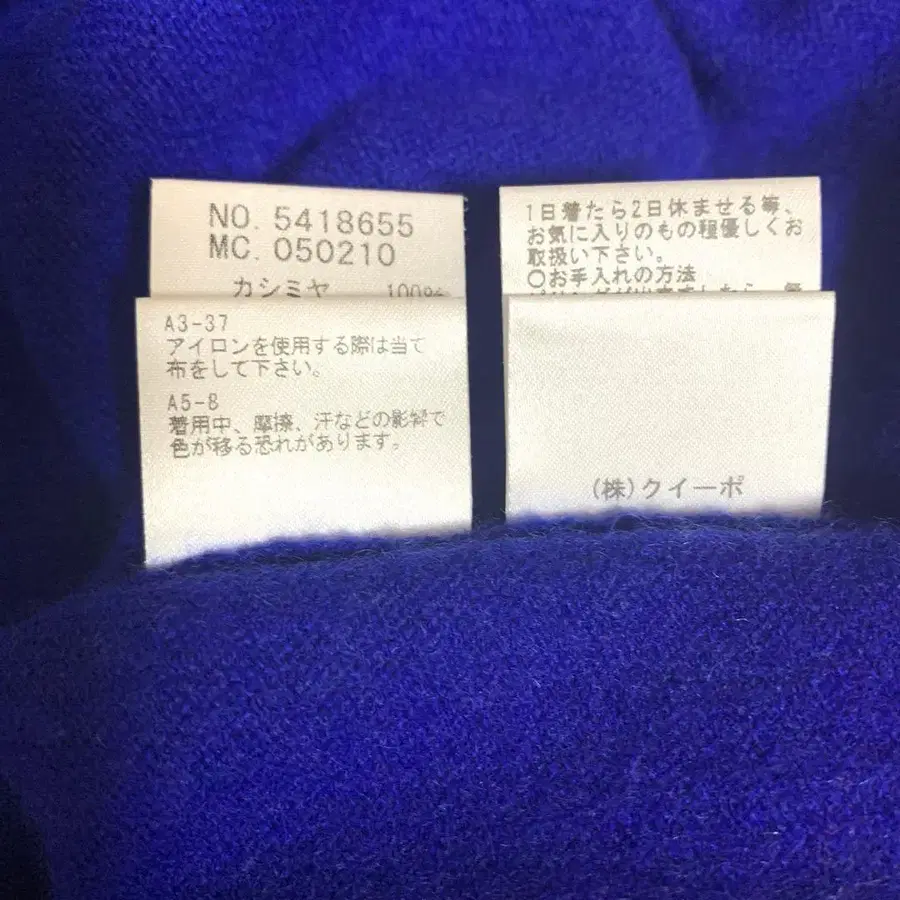 NO. 5418655
MC. 050210
カシミヤ 100%
A3-37
アイロンを使用する際は当て
布をして下さい。
A5-8
着用中、摩擦、汗などの影響で
色が移る恐れがあります。
1日着たら2日休ませる等、
お気に入りのもの程優しくお
取扱い下さい。
〇お手入れの方法
(株)クイーポ